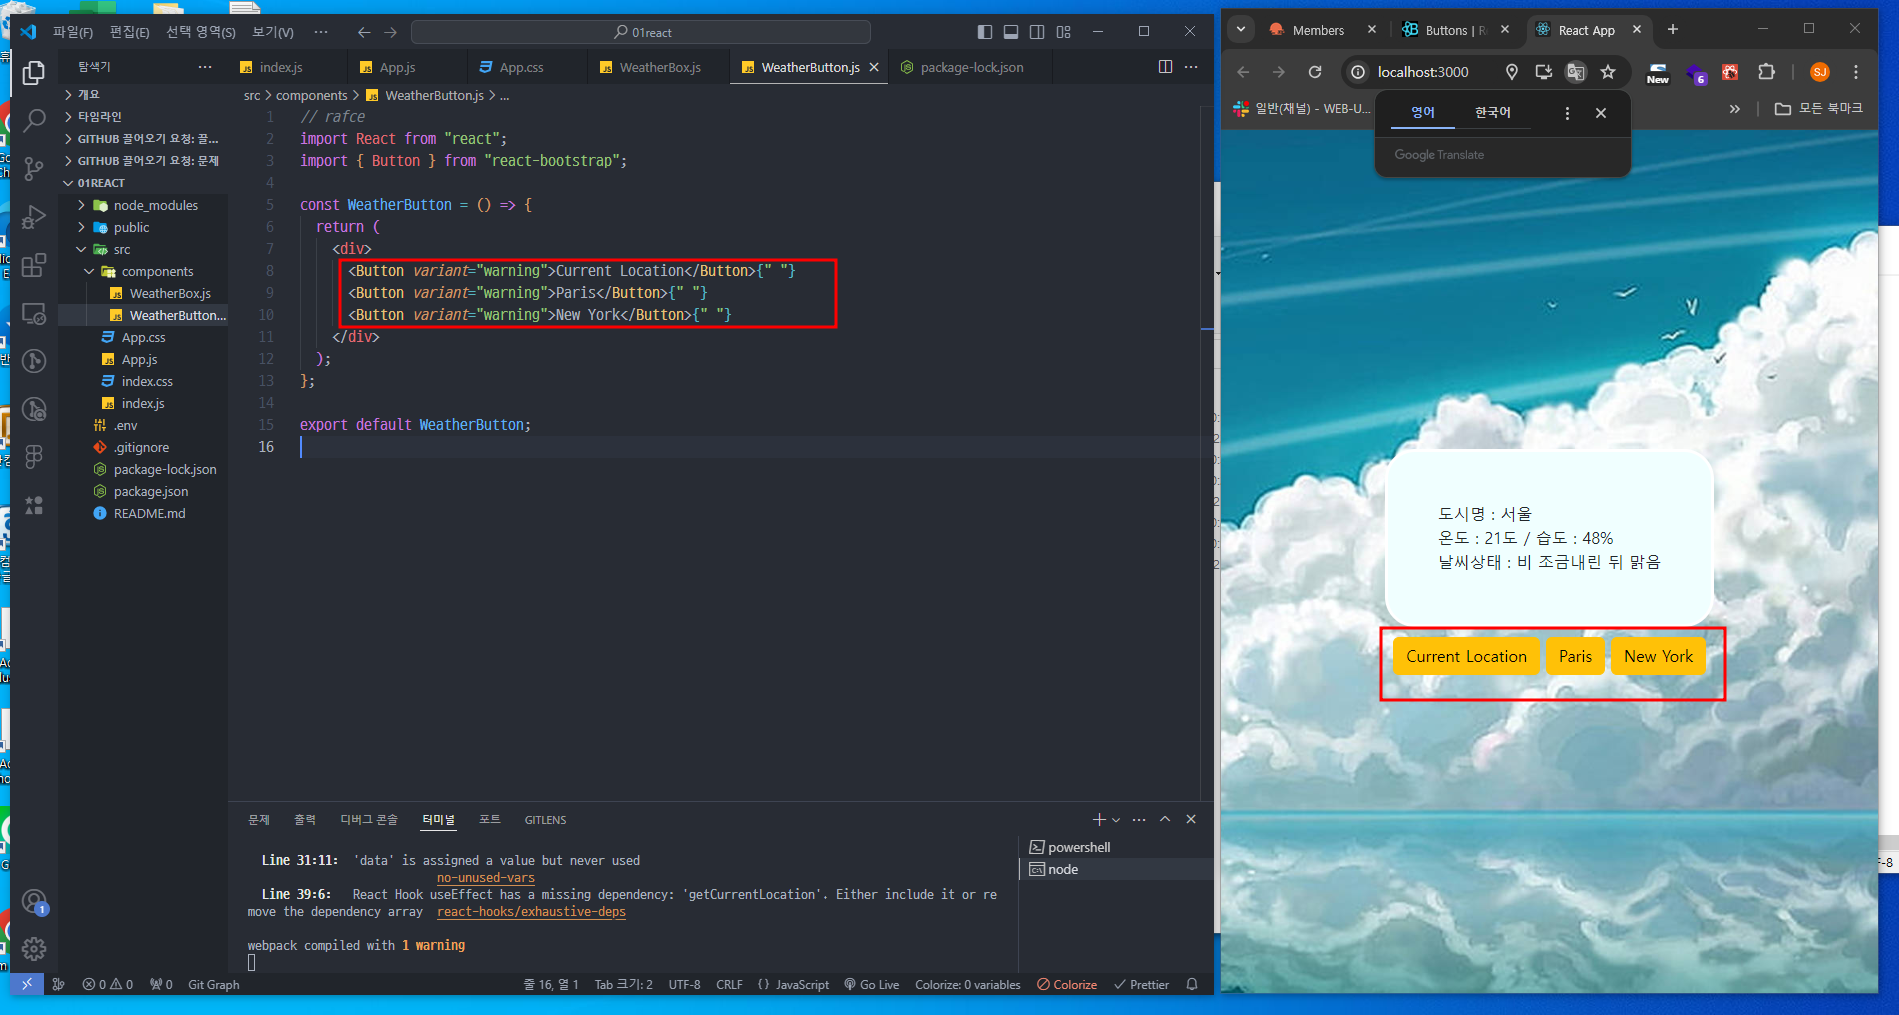 파일(F) 편집(E) 선택 영역(S) 보기(V) ··· 01react
탐색기 ···
개요
타임라인
GITHUB 끌어오기 요청: 끌...
GITHUB 끌어오기 요청: 문제
01REACT
node_modules
public
src
components
WeatherBox.js
WeatherButton...
App.css
App.js
index.css
index.js
.env
.gitignore
package-lock.json
package.json
README.md
index.js App.js App.css WeatherBox.js WeatherButton.js package-lock.json
src > components > WeatherButton.js > ...
1 // rafce
2 import React from "react";
3 import { Button } from "react-bootstrap";
4
5 const WeatherButton = () => {
6 return (
7 <div>
8 <Button variant="warning">Current Location</Button>{" "}
9 <Button variant="warning">Paris</Button>{" "}
10 <Button variant="warning">New York</Button>{" "}
11 </div>
12 );
13 };
14
15 export default WeatherButton;
16
문제 출력 디버그 콘솔 터미널 포트 GITLENS
Line 31:11: 'data' is assigned a value but never used
no-unused-vars
Line 39:6: React Hook useEffect has a missing dependency: 'getCurrentLocation'. Either include it or re
move the dependency array react-hooks/exhaustive-deps
webpack compiled with 1 warning
powershell
node
1
0 0 0 Git Graph 줄 16, 열 1 Tab 크기: 2 UTF-8 CRLF {} JavaScript Go Live Colorize: 0 variables Colorize Prettier
Members Buttons | R React App
localhost:3000 New 6 SJ
일반(채널) - WEB-U... 모든 북마크
영어 한국어
Google Translate
도시명 : 서울
온도 : 21도 / 습도 : 48%
날씨상태 : 비 조금내린 뒤 맑음
Current Location Paris New York
F-8